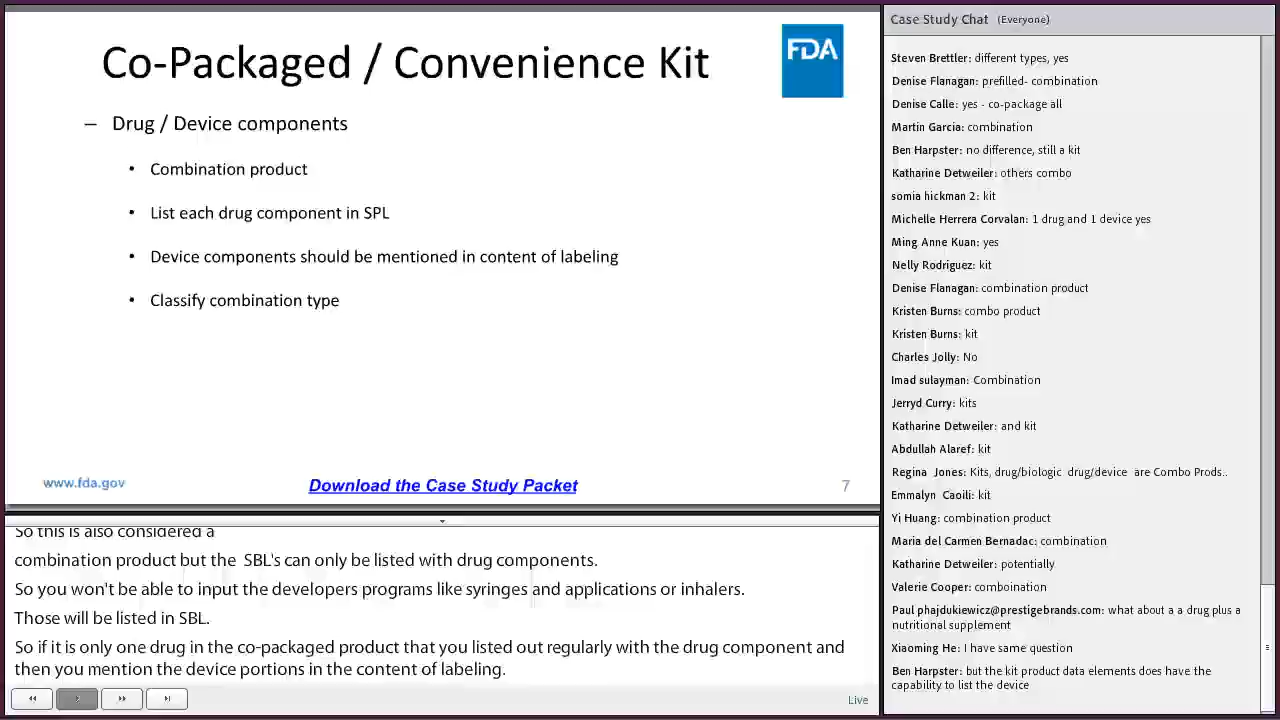 Co-Packaged / Convenience Kit
FDA
– Drug / Device components
• Combination product
• List each drug component in SPL
• Device components should be mentioned in content of labeling
• Classify combination type
www.fda.gov
Download the Case Study Packet
7
So this is also considered a
combination product but the SBL's can only be listed with drug components.
So you won't be able to input the developers programs like syringes and applications or inhalers.
Those will be listed in SBL.
So if it is only one drug in the co-packaged product that you listed out regularly with the drug component and
then you mention the device portions in the content of labeling.
Live
Case Study Chat (Everyone)
Steven Brettler: different types, yes
Denise Flanagan: prefilled- combination
Denise Calle: yes - co-package all
Martin Garcia: combination
Ben Harpster: no difference, still a kit
Katharine Detweiler: others combo
somia hickman 2: kit
Michelle Herrera Corvalan: 1 drug and 1 device yes
Ming Anne Kuan: yes
Nelly Rodriguez: kit
Denise Flanagan: combination product
Kristen Burns: combo product
Kristen Burns: kit
Charles Jolly: No
Imad sulayman: Combination
Jerryd Curry: kits
Katharine Detweiler: and kit
Abdullah Alaref: kit
Regina Jones: Kits, drug/biologic drug/device are Combo Prods..
Emmalyn Caoili: kit
Yi Huang: combination product
Maria del Carmen Bernadac: combination
Katharine Detweiler: potentially
Valerie Cooper: comboination
Paul phajdukiewicz@prestigebrands.com: what about a a drug plus a
nutritional supplement
Xiaoming He: I have same question
Ben Harpster: but the kit product data elements does have the
capability to list the device